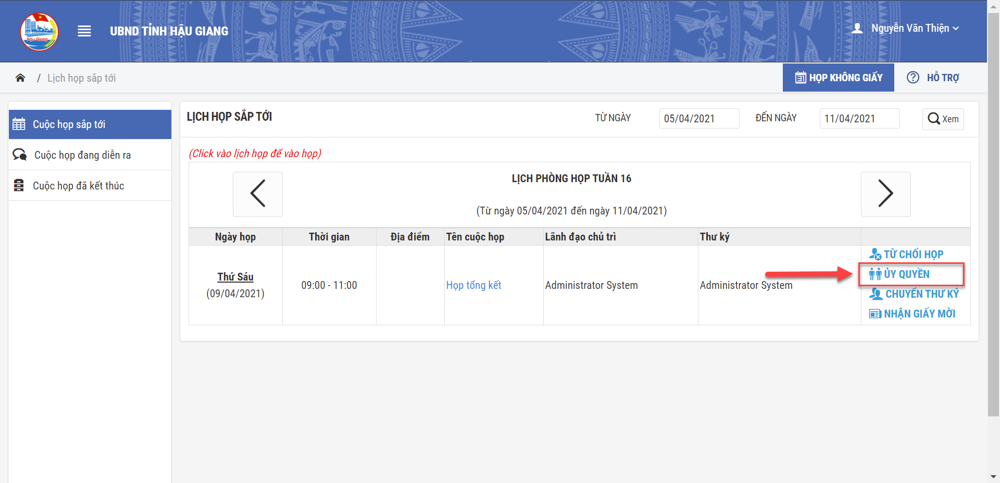 Hậu Giang
UBND TỈNH HẬU GIANG
Nguyễn Văn Thiện
/ Lịch họp sắp tới
31 HỌP KHÔNG GIẤY
? HỖ TRỢ
Cuộc họp sắp tới
Cuộc họp đang diễn ra
Cuộc họp đã kết thúc
LỊCH HỌP SẮP TỚI
TỪ NGÀY 05/04/2021 ĐẾN NGÀY 11/04/2021 Xem
(Click vào lịch họp để vào họp)
LỊCH PHÒNG HỌP TUẦN 16
(Từ ngày 05/04/2021 đến ngày 11/04/2021)
Ngày họp Thời gian Địa điểm Tên cuộc họp Lãnh đạo chủ trì Thư ký
Thứ Sáu
(09/04/2021)
09:00 - 11:00
Họp tổng kết
Administrator System
Administrator System
TỪ CHỐI HỌP
ỦY QUYỀN
CHUYỂN THƯ KÝ
NHẬN GIẤY MỜI